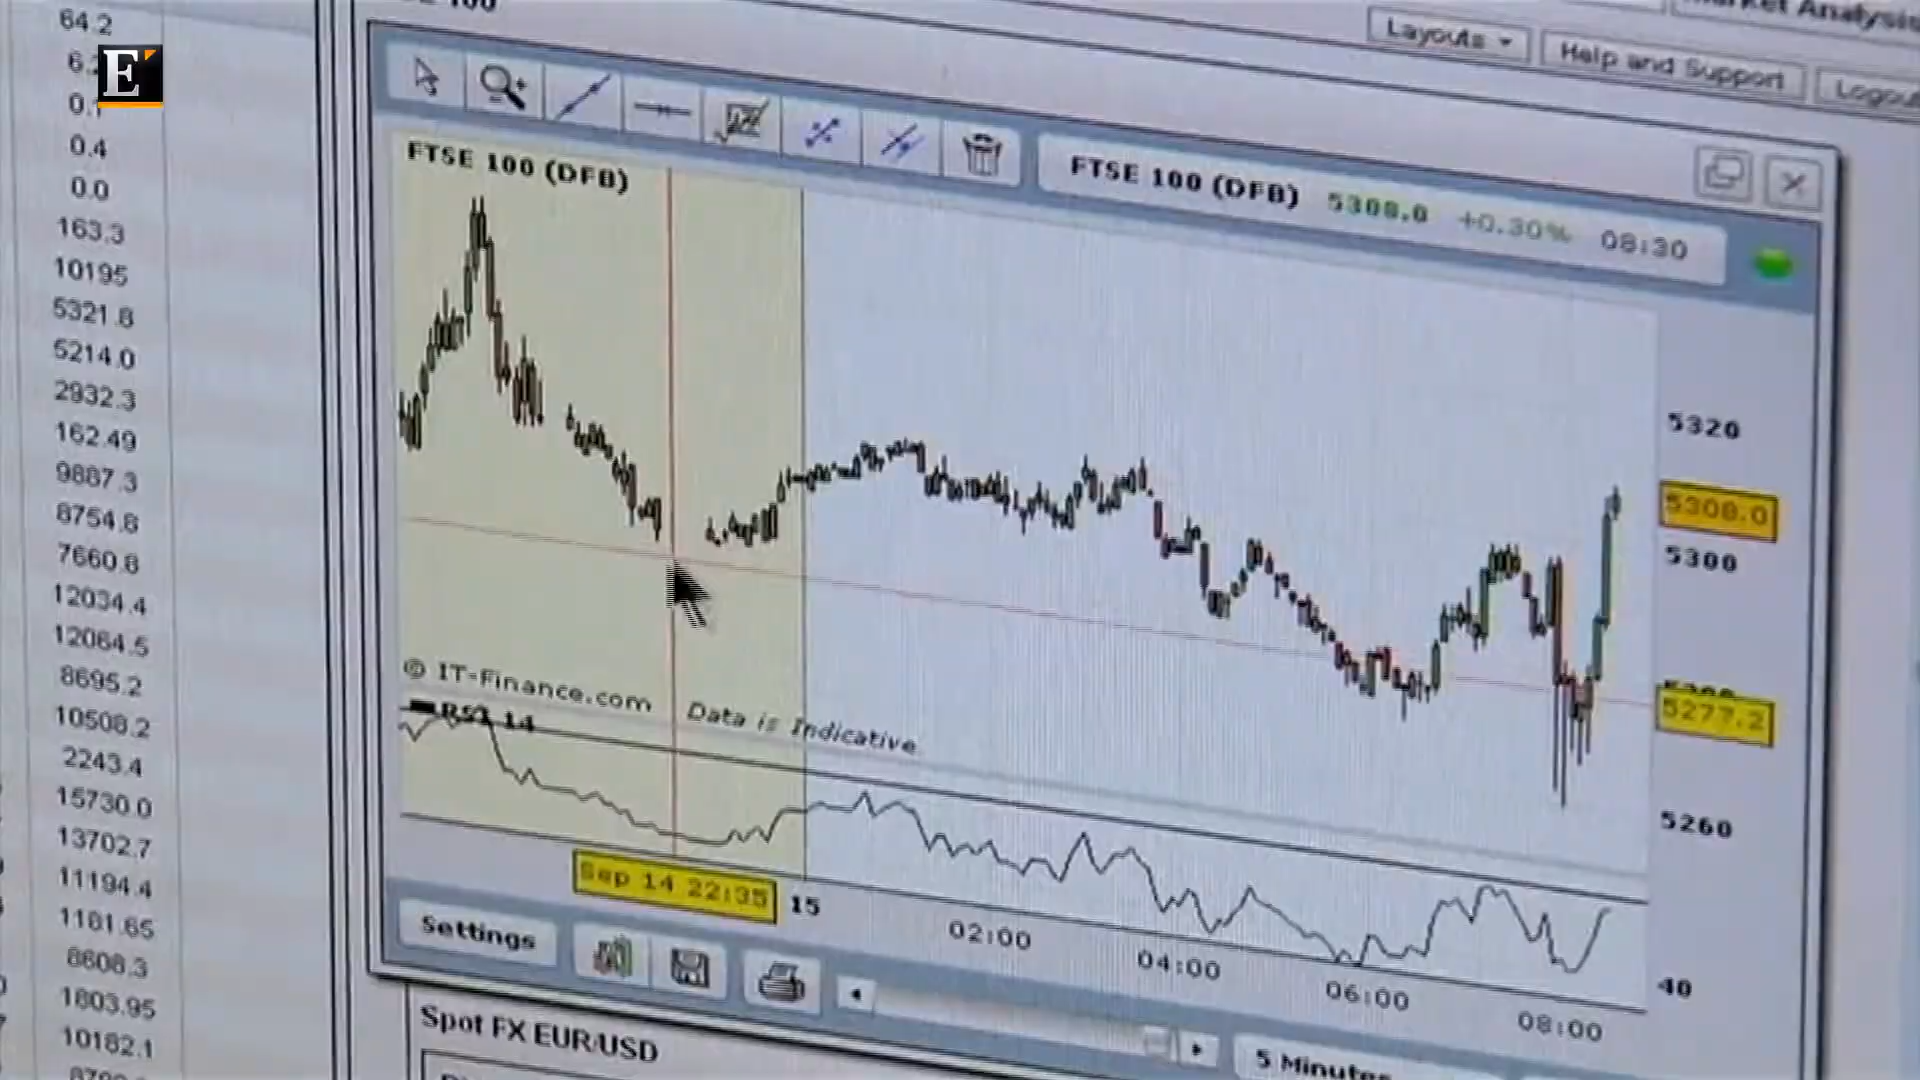 64.2
E
0.4
0.0
163.3
10195
5321.8
5214.0
2932.3
162.49
9887.3
8754.8
7660.8
12034.4
12064.5
8695.2
10508.2
2243.4
15730.0
13702.7
11194.4
1181.65
8608.3
1803.95
10182.1
100
Market Analysis
Layouts
Help and Support
Logout
FTSE 100 (DFB)
FTSE 100 (DFB) 5308.0 +0.30% 08:30
5320
5308.0
5300
5277.2
5260
© IT-Finance.com Data is Indicative
RSI 14
40
Sep 14 22:35 15 02:00 04:00 06:00 08:00
Settings
Spot FX EUR/USD
5 Minutes